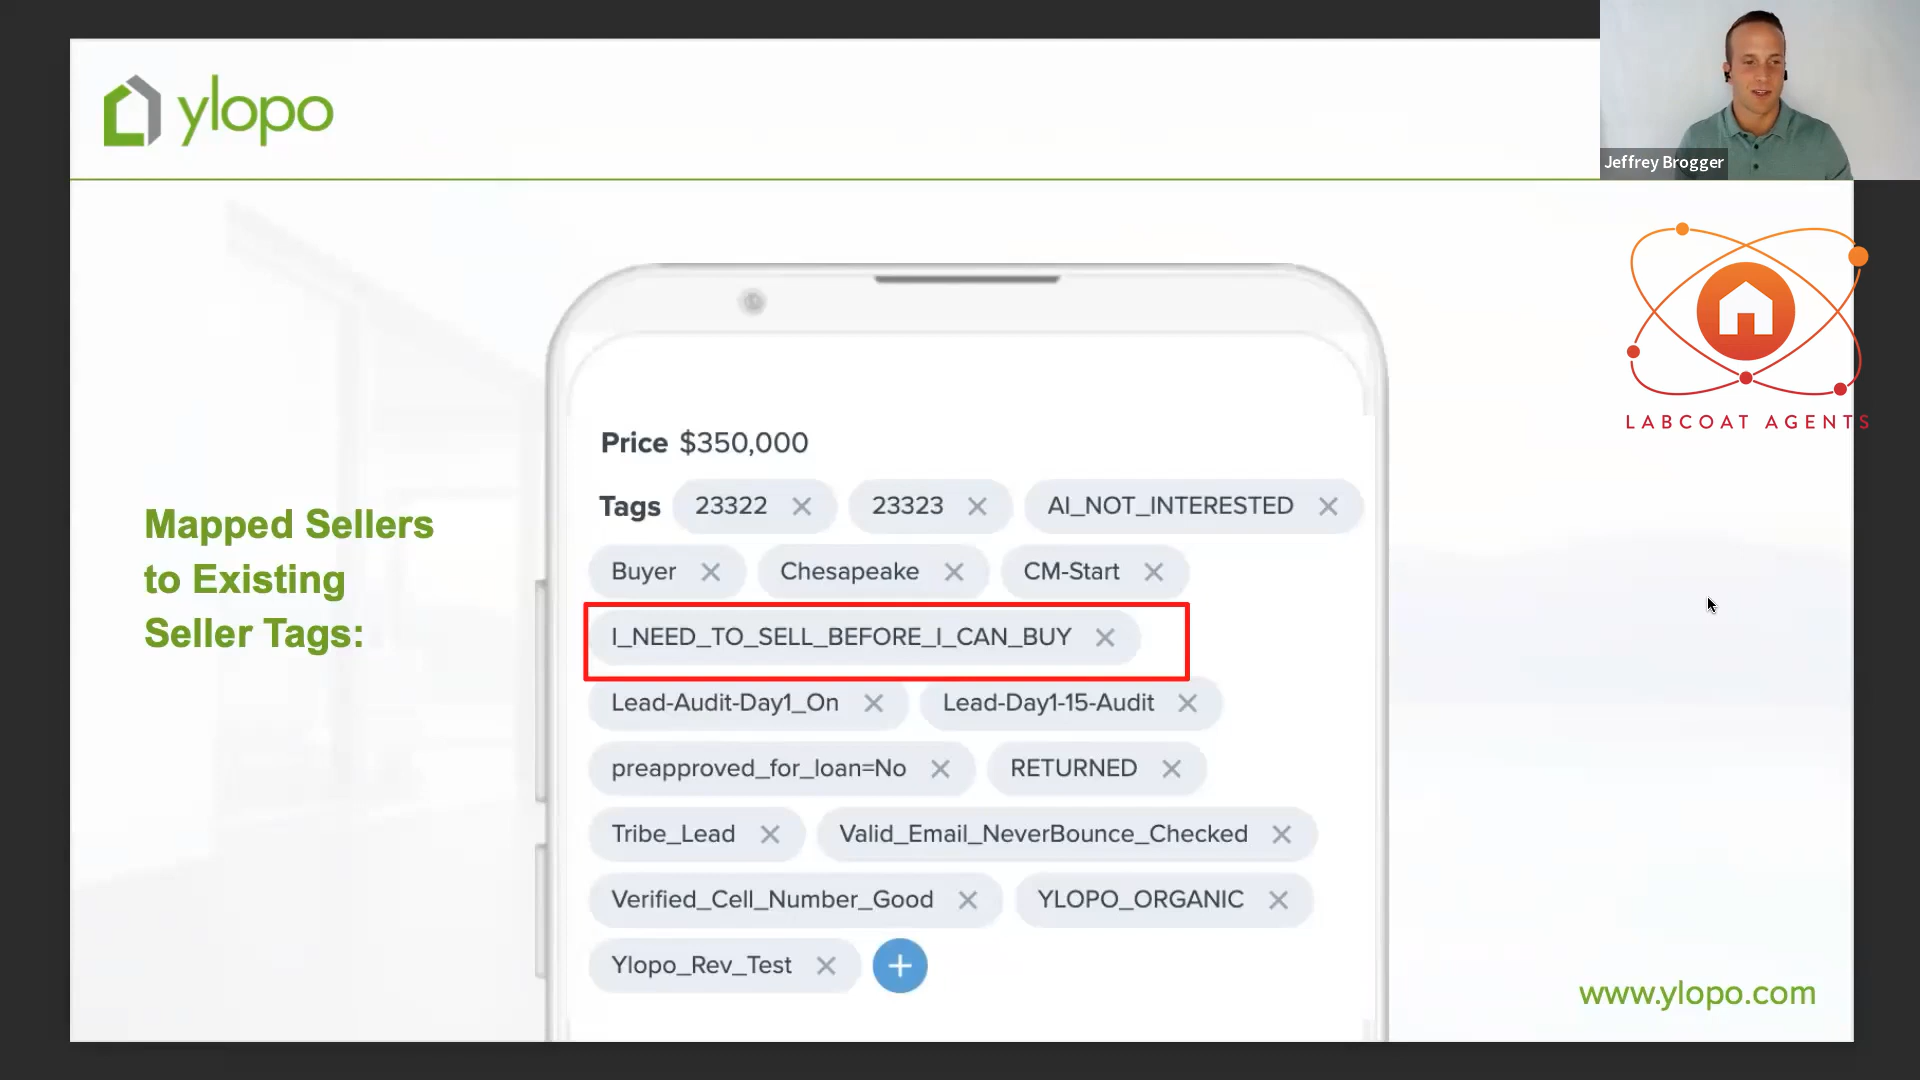 ylopo
Jeffrey Brogger
LABCOAT AGENTS
Mapped Sellers
to Existing
Seller Tags:
Price $350,000
Tags 23322 23323 AI_NOT_INTERESTED
Buyer Chesapeake CM-Start
I_NEED_TO_SELL_BEFORE_I_CAN_BUY
Lead-Audit-Day1_On Lead-Day1-15-Audit
preapproved_for_loan=No RETURNED
Tribe_Lead Valid_Email_NeverBounce_Checked
Verified_Cell_Number_Good YLOPO_ORGANIC
Ylopo_Rev_Test
www.ylopo.com